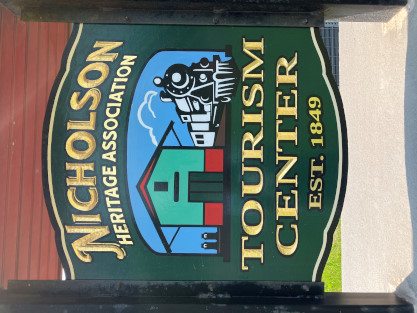 NICHOLSON
HERITAGE ASSOCIATION
TOURISM
CENTER
EST. 1849